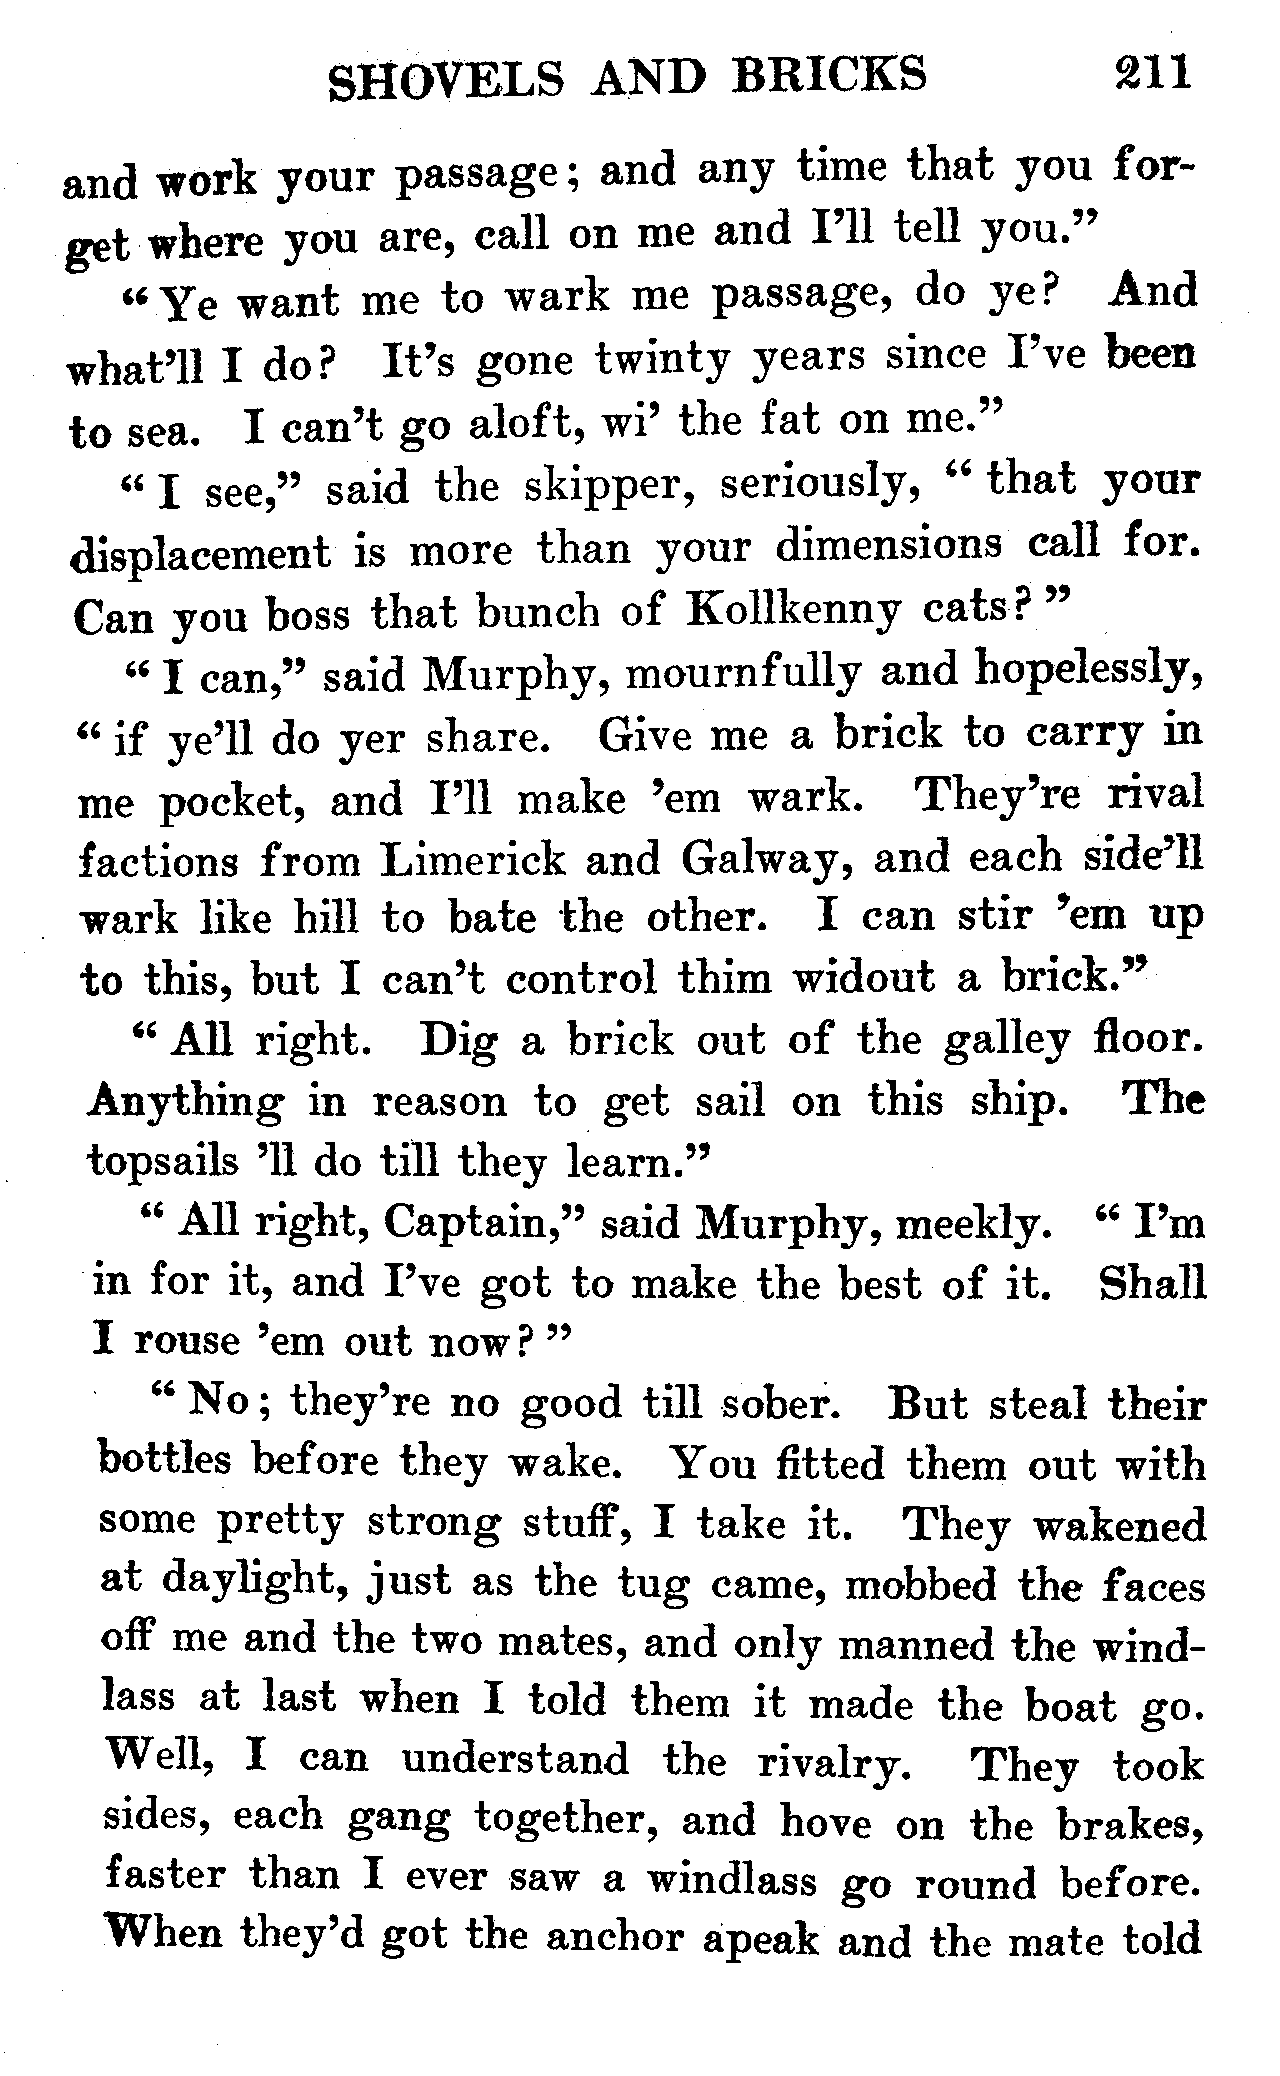 SHOVELS AND BRICKS 211
and work your passage; and any time that you for-
get where you are, call on me and I'll tell you."
"Ye want me to wark me passage, do ye? And
what'll I do? It's gone twinty years since I've been
to sea. I can't go aloft, wi' the fat on me."
"I see," said the skipper, seriously, "that your
displacement is more than your dimensions call for.
Can you boss that bunch of Kollkenny cats?"
"I can," said Murphy, mournfully and hopelessly,
"if ye'll do yer share. Give me a brick to carry in
me pocket, and I'll make 'em wark. They're rival
factions from Limerick and Galway, and each side'll
wark like hill to bate the other. I can stir 'em up
to this, but I can't control thim widout a brick."
"All right. Dig a brick out of the galley floor.
Anything in reason to get sail on this ship. The
topsails 'll do till they learn."
"All right, Captain," said Murphy, meekly. "I'm
in for it, and I've got to make the best of it. Shall
I rouse 'em out now?"
"No; they're no good till sober. But steal their
bottles before they wake. You fitted them out with
some pretty strong stuff, I take it. They wakened
at daylight, just as the tug came, mobbed the faces
off me and the two mates, and only manned the wind-
lass at last when I told them it made the boat go.
Well, I can understand the rivalry. They took
sides, each gang together, and hove on the brakes,
faster than I ever saw a windlass go round before.
When they'd got the anchor apeak and the mate told